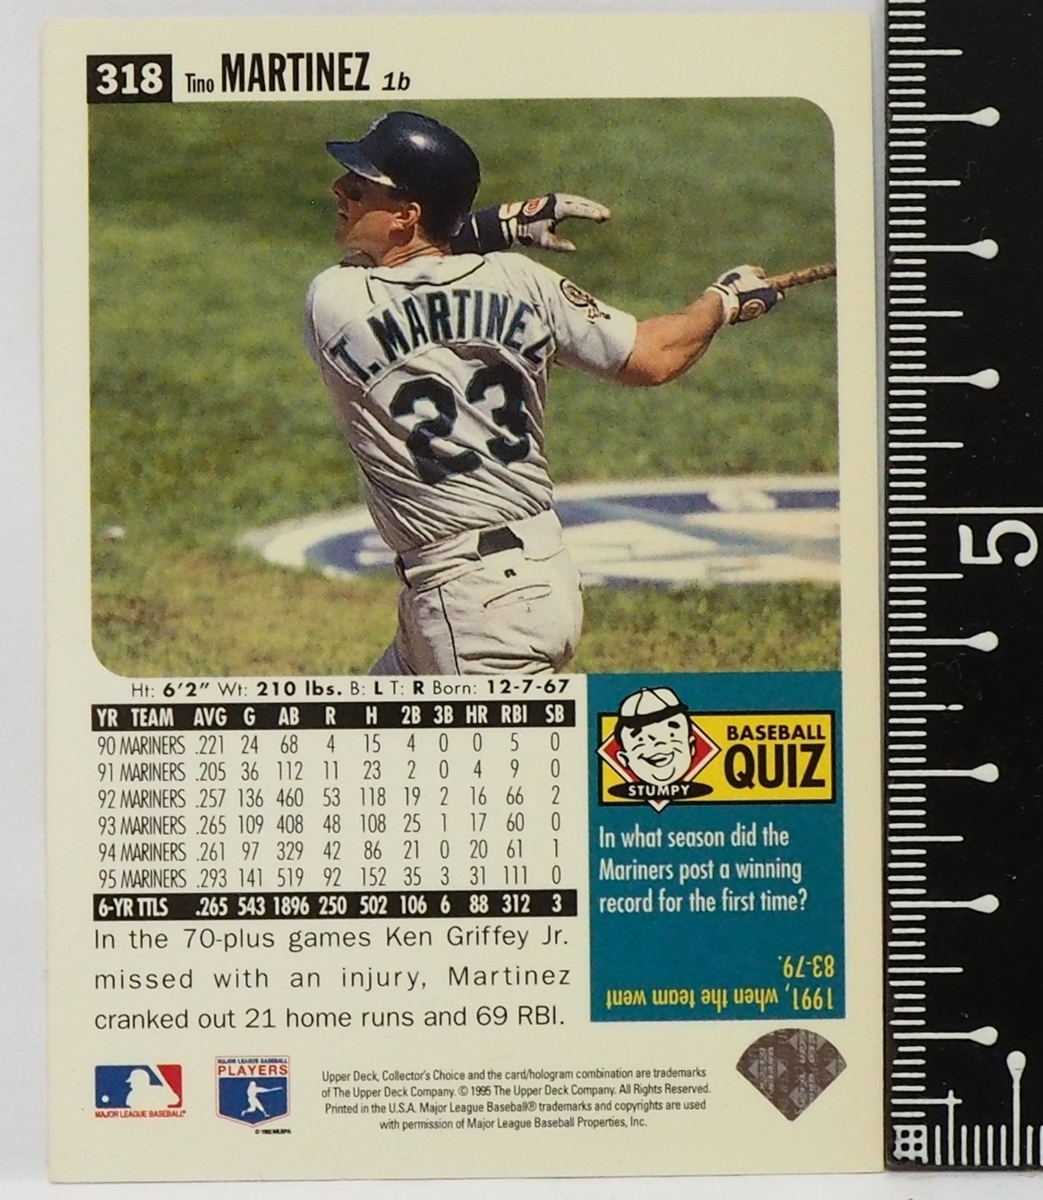 318 Tino MARTINEZ 1b
T. MARTINEZ
23
R
Ht: 6'2" Wt: 210 lbs. B: L T: R Born: 12-7-67
YR TEAM AVG G AB R H 2B 3B HR RBI SB
90 MARINERS .221 24 68 4 15 4 0 0 5 0
91 MARINERS .205 36 112 11 23 2 0 4 9 0
92 MARINERS .257 136 460 53 118 19 2 16 66 2
93 MARINERS .265 109 408 48 108 25 1 17 60 0
94 MARINERS .261 97 329 42 86 21 0 20 61 1
95 MARINERS .293 141 519 92 152 35 3 31 111 0
6-YR TTLS .265 543 1896 250 502 106 6 88 312 3
In the 70-plus games Ken Griffey Jr.
missed with an injury, Martinez
cranked out 21 home runs and 69 RBI.
BASEBALL
QUIZ
STUMPY
In what season did the
Mariners post a winning
record for the first time?
1991, when the team went
83-79.
MAJOR LEAGUE BASEBALL®
MAJOR LEAGUE BASEBALL
PLAYERS
© 1992 MLBPA
Upper Deck, Collector's Choice and the card/hologram combination are trademarks
of The Upper Deck Company. © 1995 The Upper Deck Company. All Rights Reserved.
Printed in the U.S.A. Major League Baseball® trademarks and copyrights are used
with permission of Major League Baseball Properties, Inc.
5